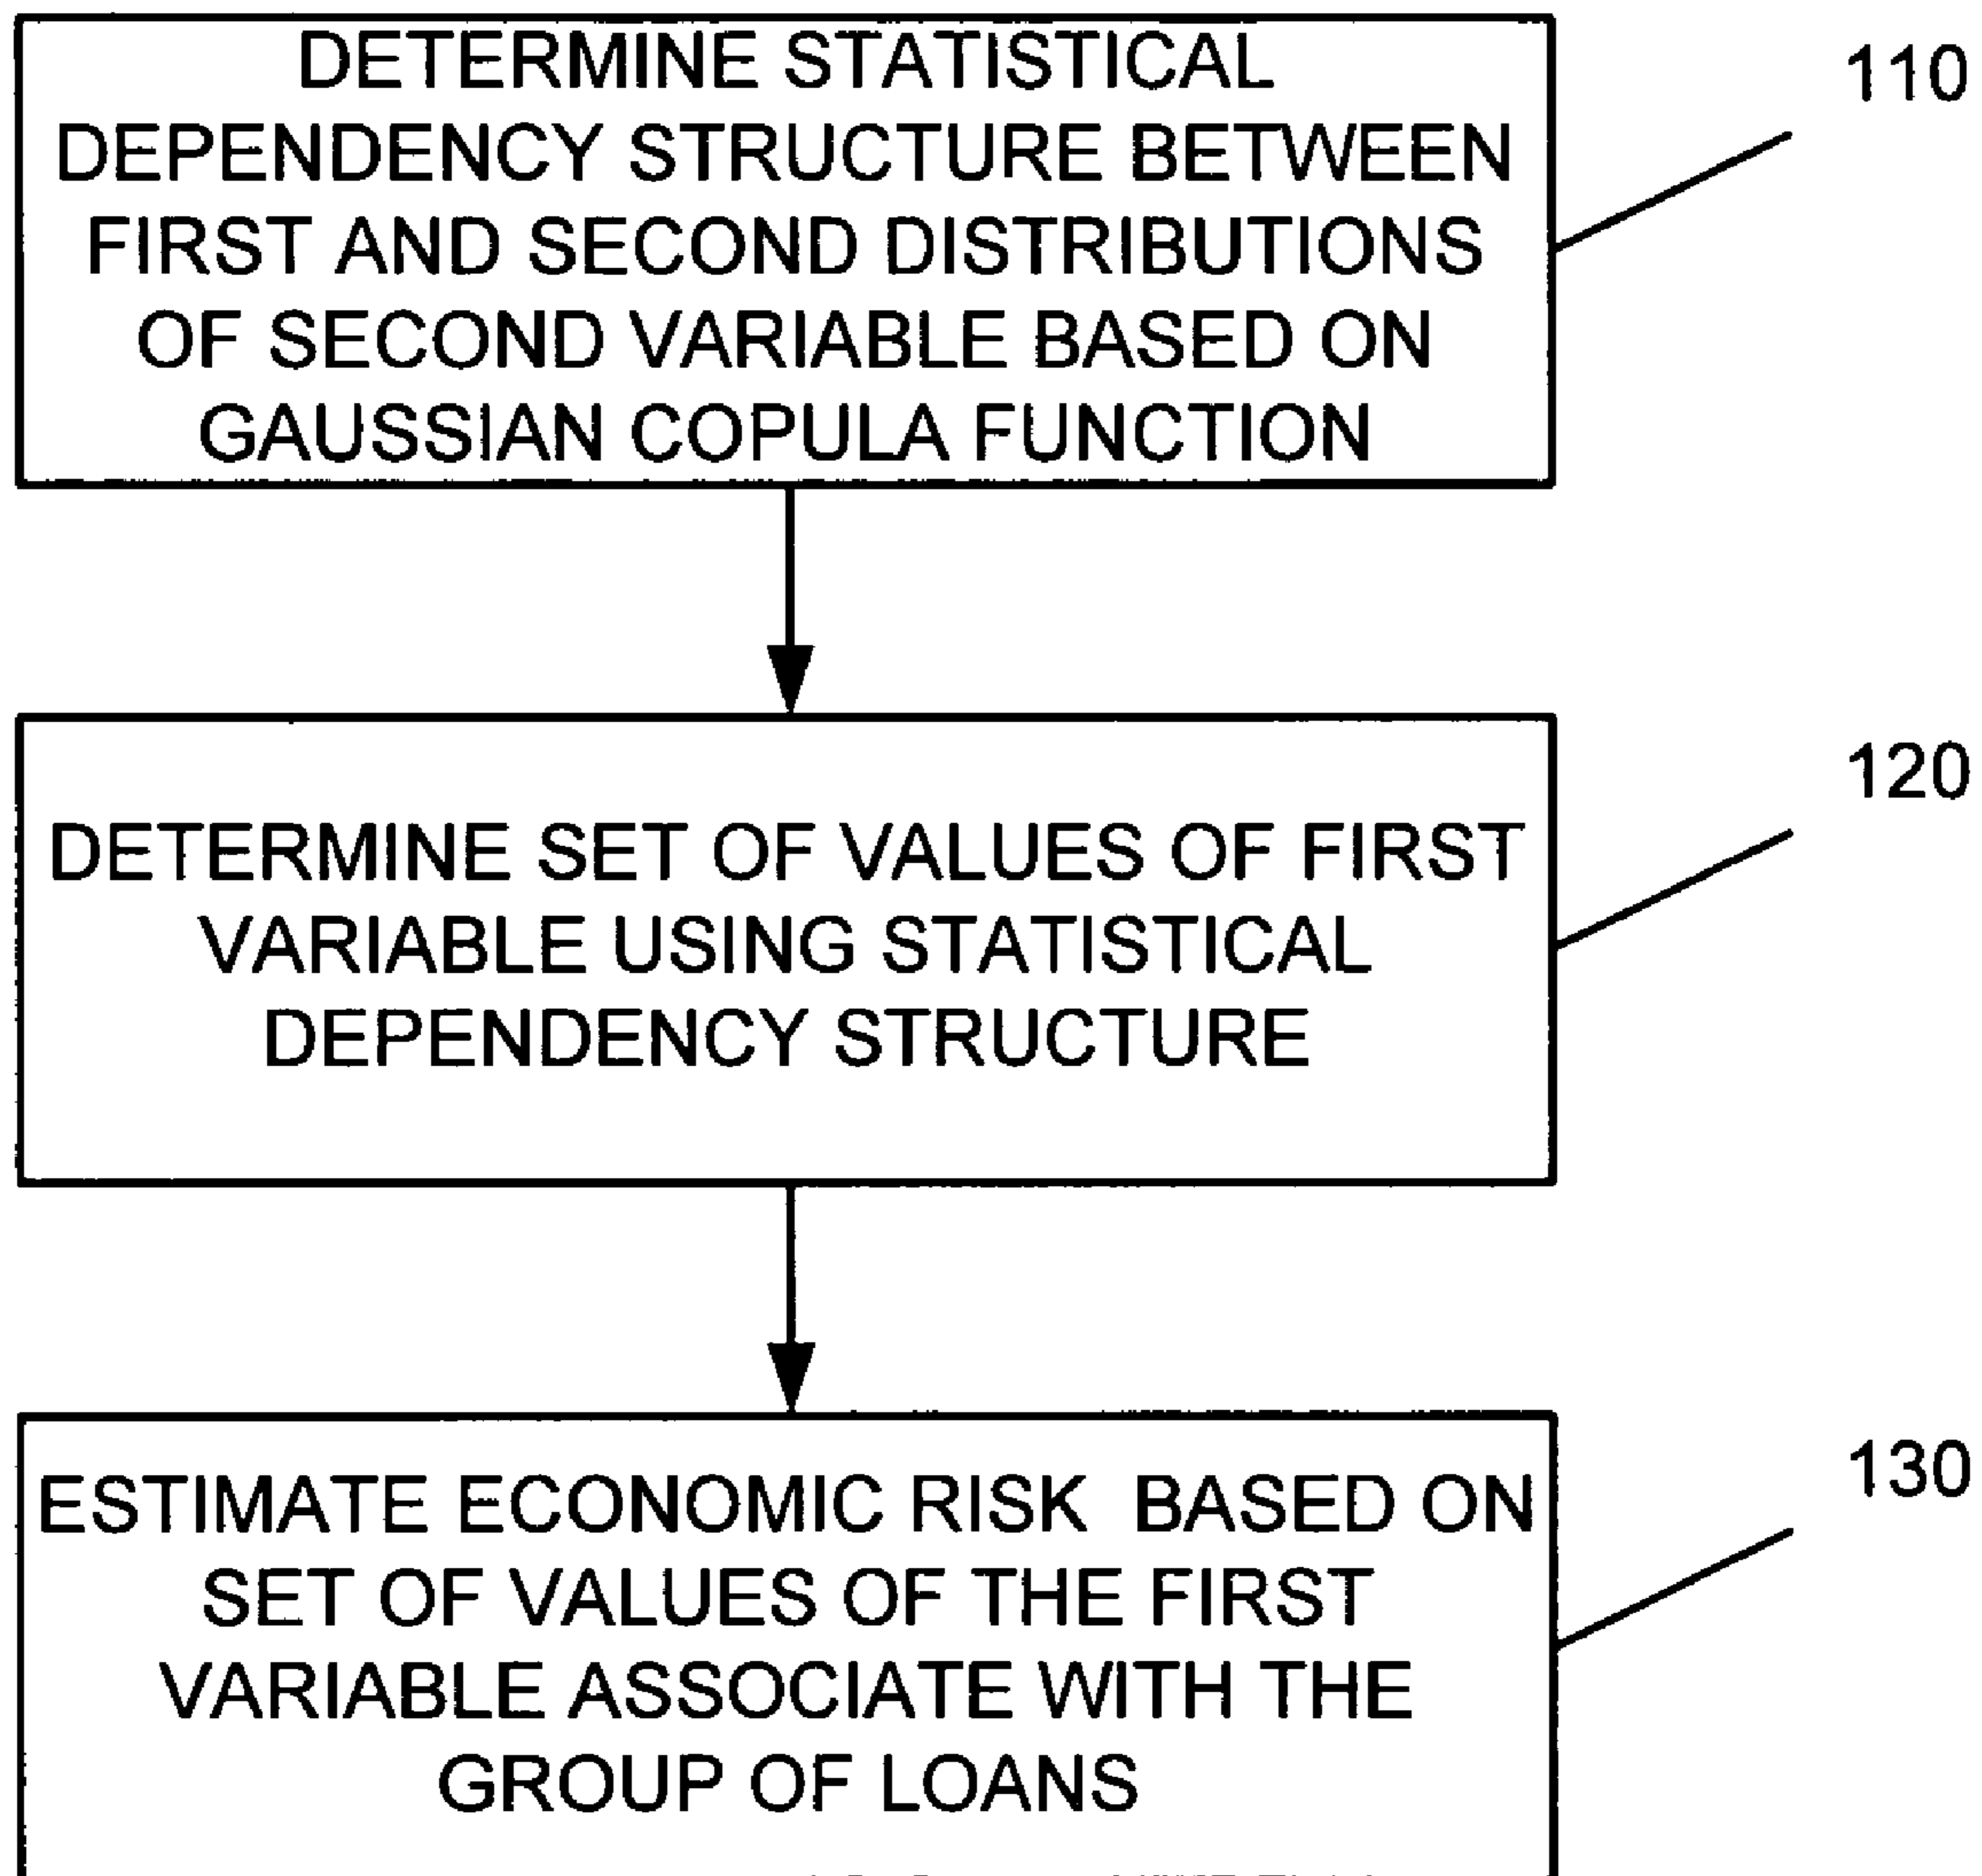 DETERMINE STATISTICAL
DEPENDENCY STRUCTURE BETWEEN
FIRST AND SECOND DISTRIBUTIONS
OF SECOND VARIABLE BASED ON
GAUSSIAN COPULA FUNCTION
110
DETERMINE SET OF VALUES OF FIRST
VARIABLE USING STATISTICAL
DEPENDENCY STRUCTURE
120
ESTIMATE ECONOMIC RISK BASED ON
SET OF VALUES OF THE FIRST
VARIABLE ASSOCIATE WITH THE
GROUP OF LOANS
130